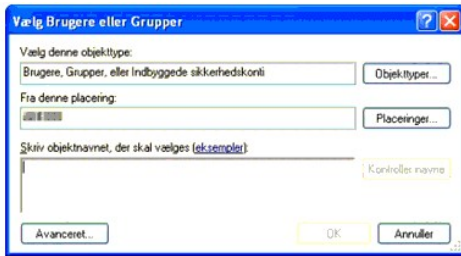 Vælg Brugere eller Grupper
Vælg denne objekttype:
Brugere, Grupper, eller Indbyggede sikkerhedskonti
Objekttyper...
Fra denne placering:
Placeringer...
Skriv objektnavnet, der skal vælges (eksempler):
Kontroller navne
Avanceret...
OK
Annuller